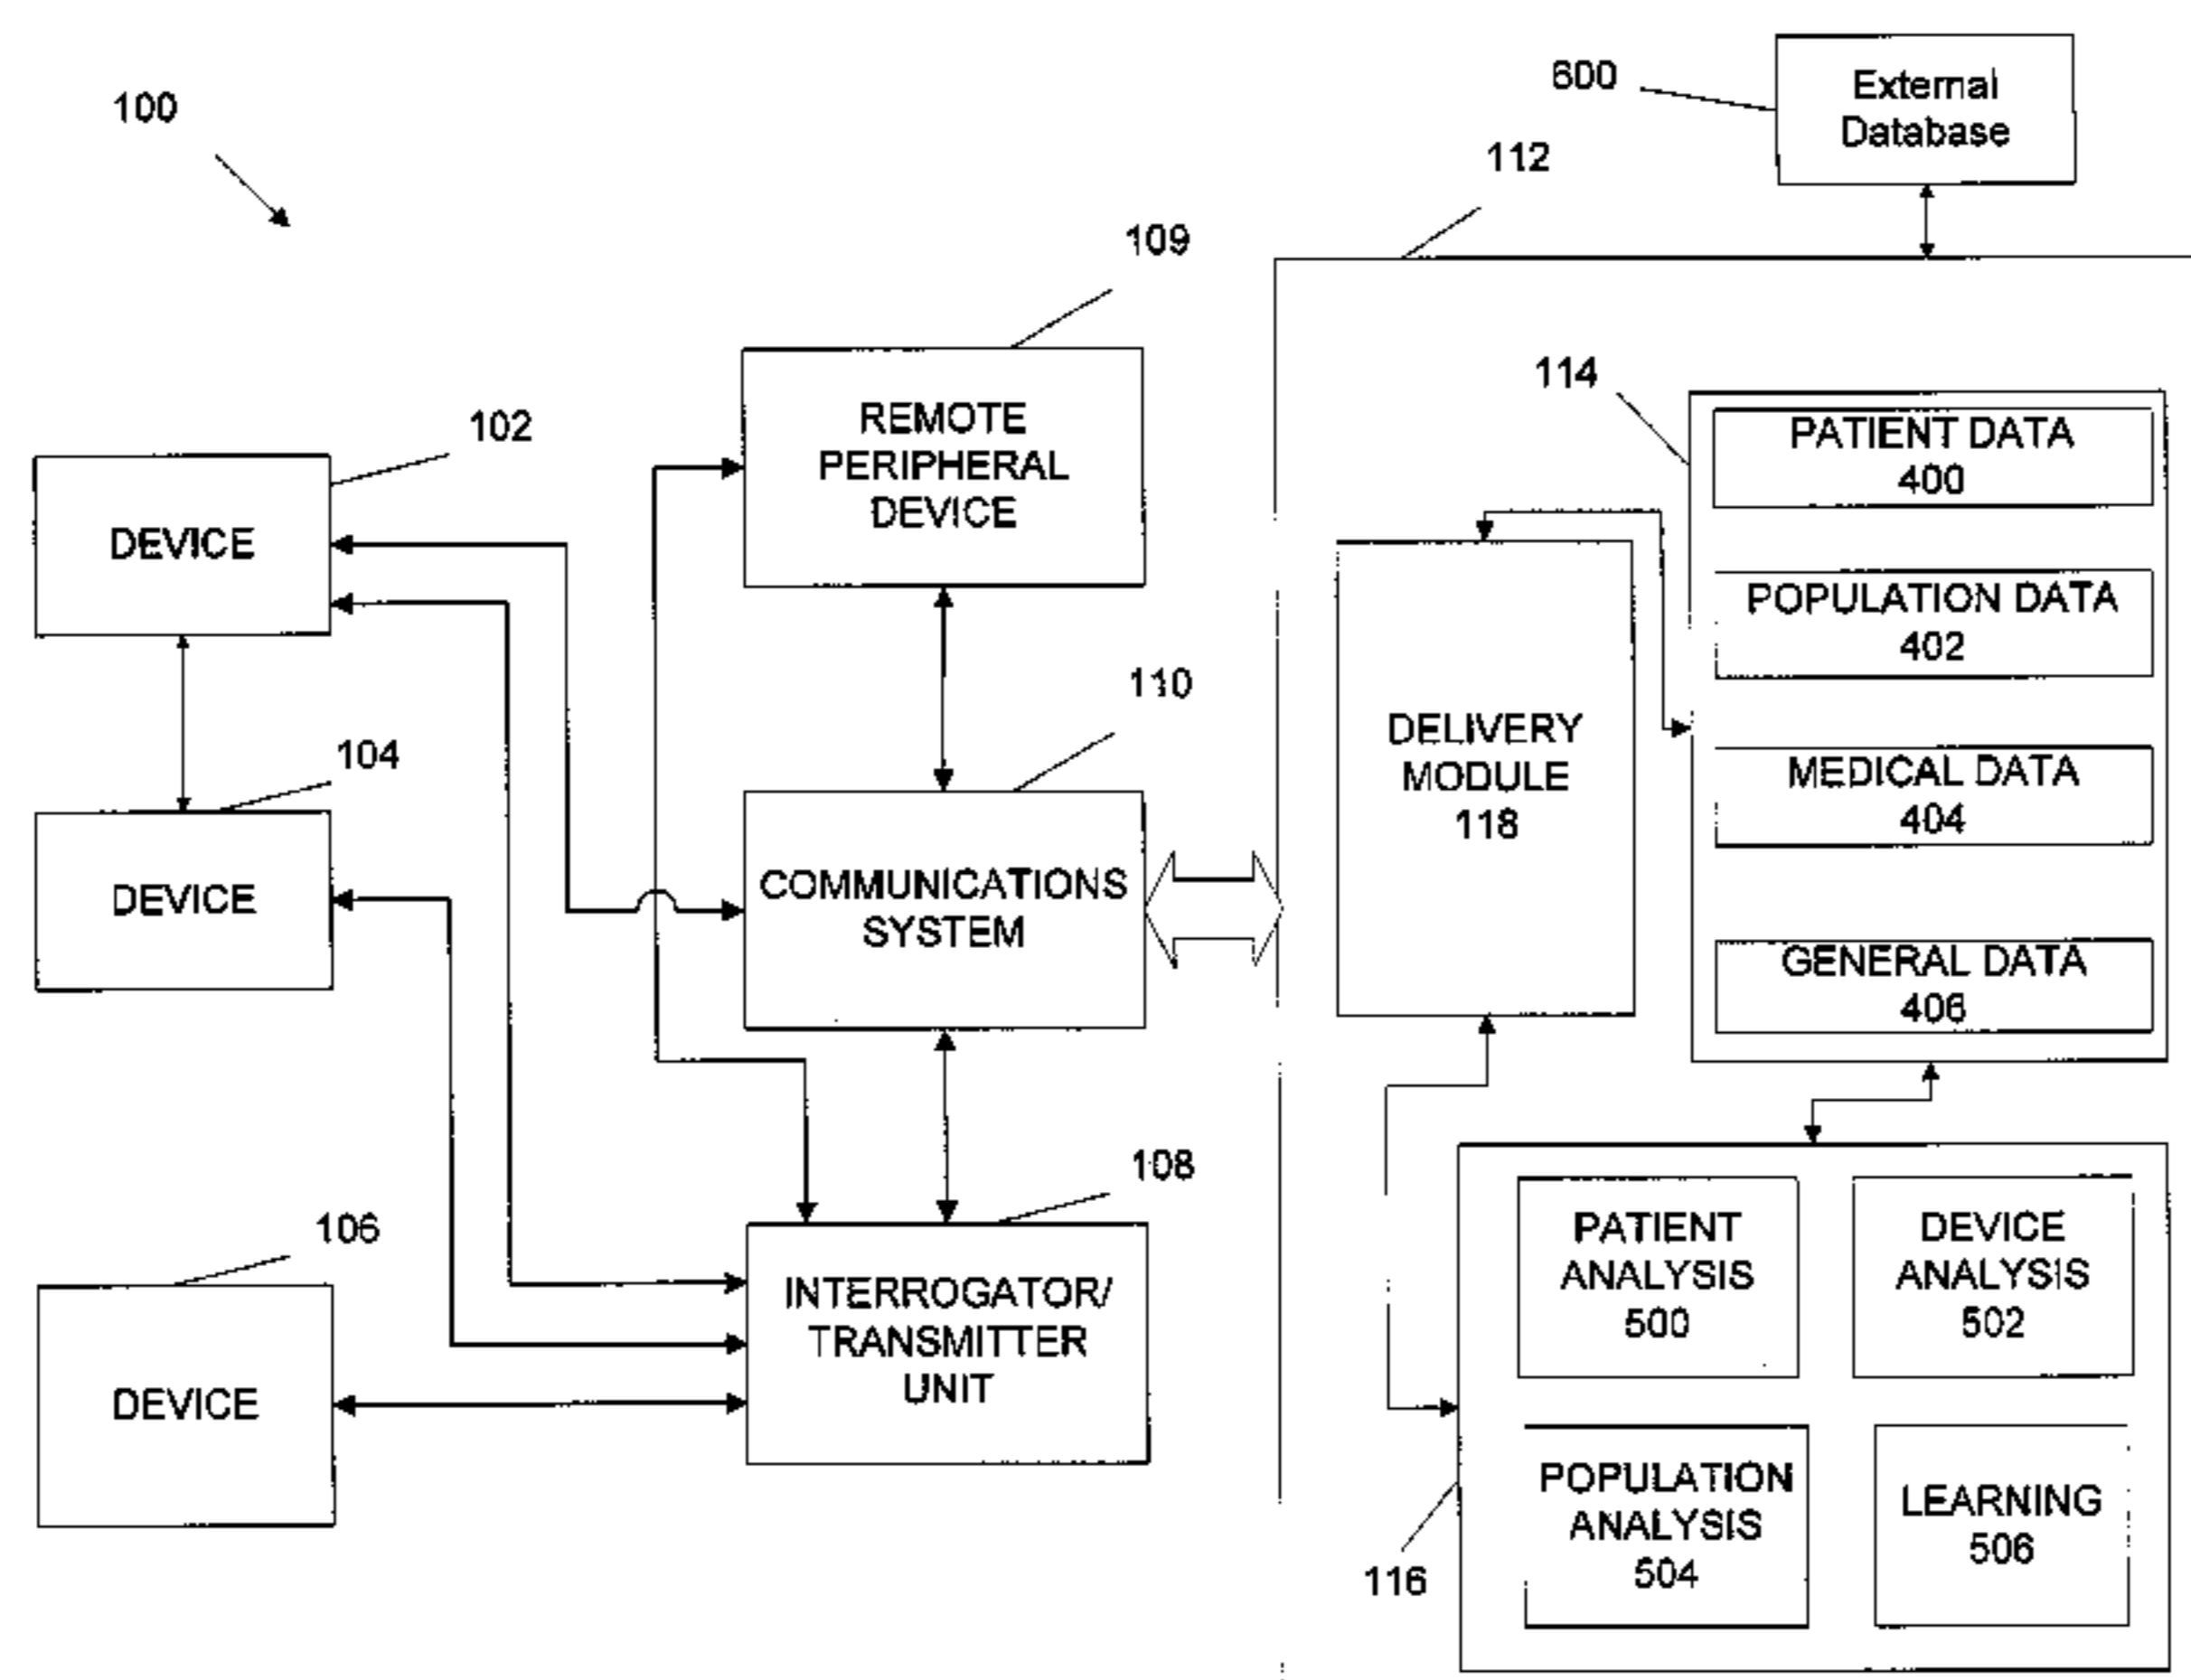 100
600
External
Database
112
109
114
102
REMOTE
PERIPHERAL
DEVICE
PATIENT DATA
400
DEVICE
POPULATION DATA
402
110
104
DELIVERY
MODULE
118
MEDICAL DATA
404
DEVICE
COMMUNICATIONS
SYSTEM
GENERAL DATA
406
108
106
INTERROGATOR/
TRANSMITTER
UNIT
PATIENT
ANALYSIS
500
DEVICE
ANALYSIS
502
DEVICE
POPULATION
ANALYSIS
504
LEARNING
506
116